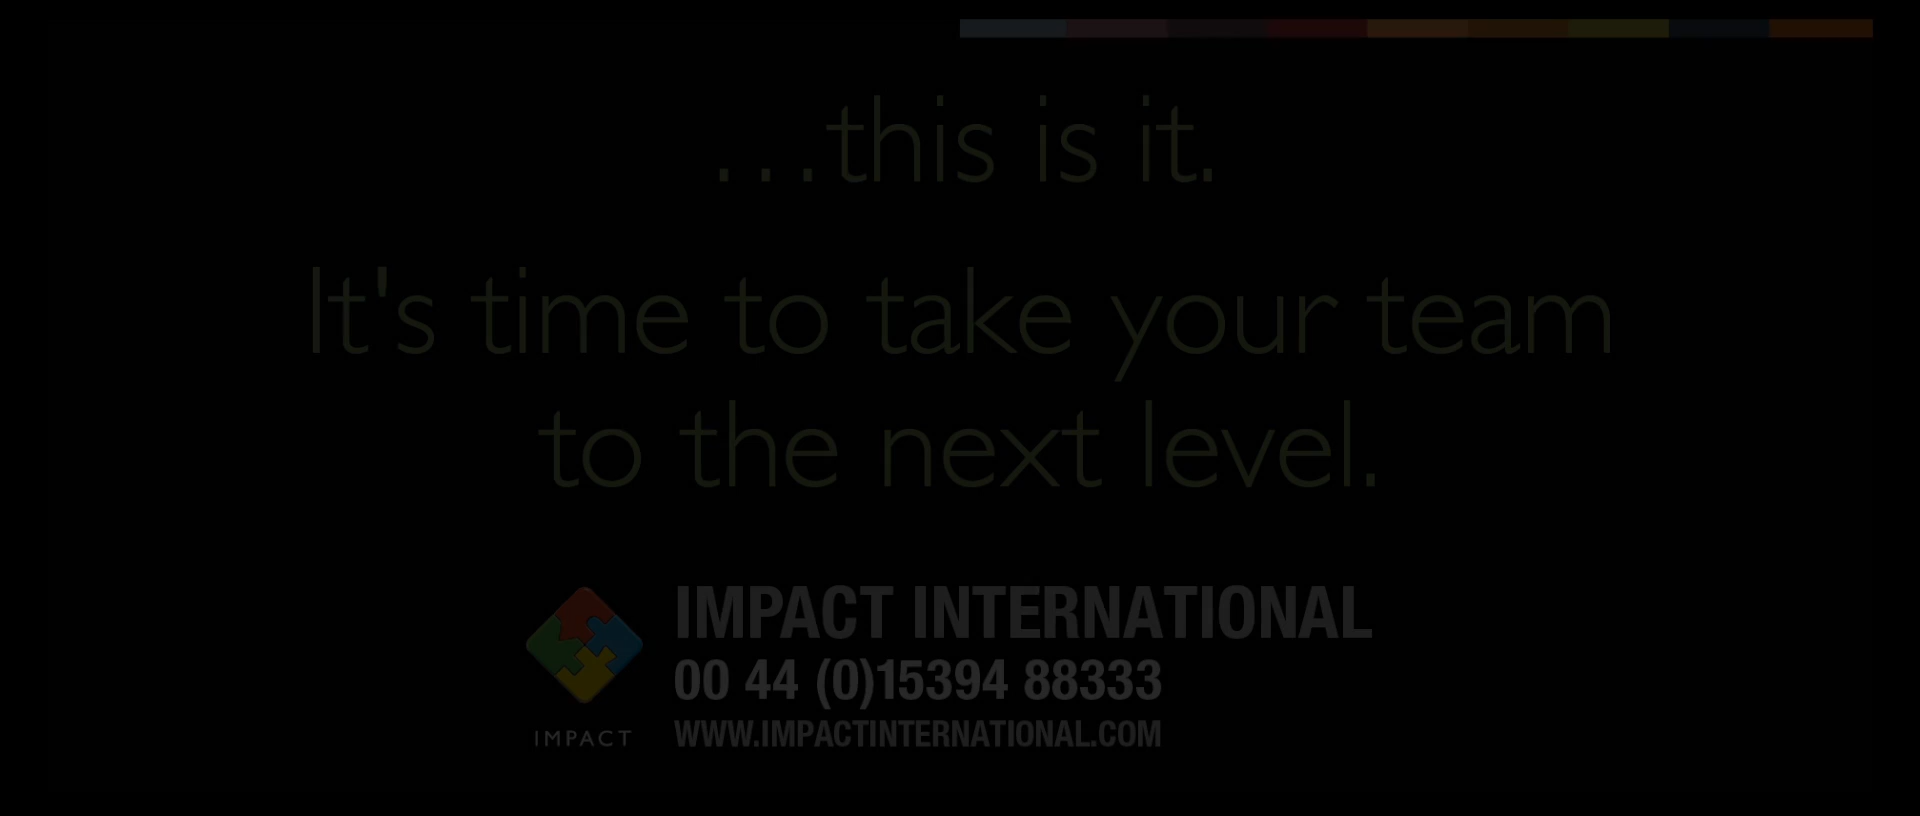 ...this is it.
It's time to take your team
to the next level.
IMPACT INTERNATIONAL
00 44 (0)15394 88333
WWW.IMPACTINTERNATIONAL.COM
IMPACT